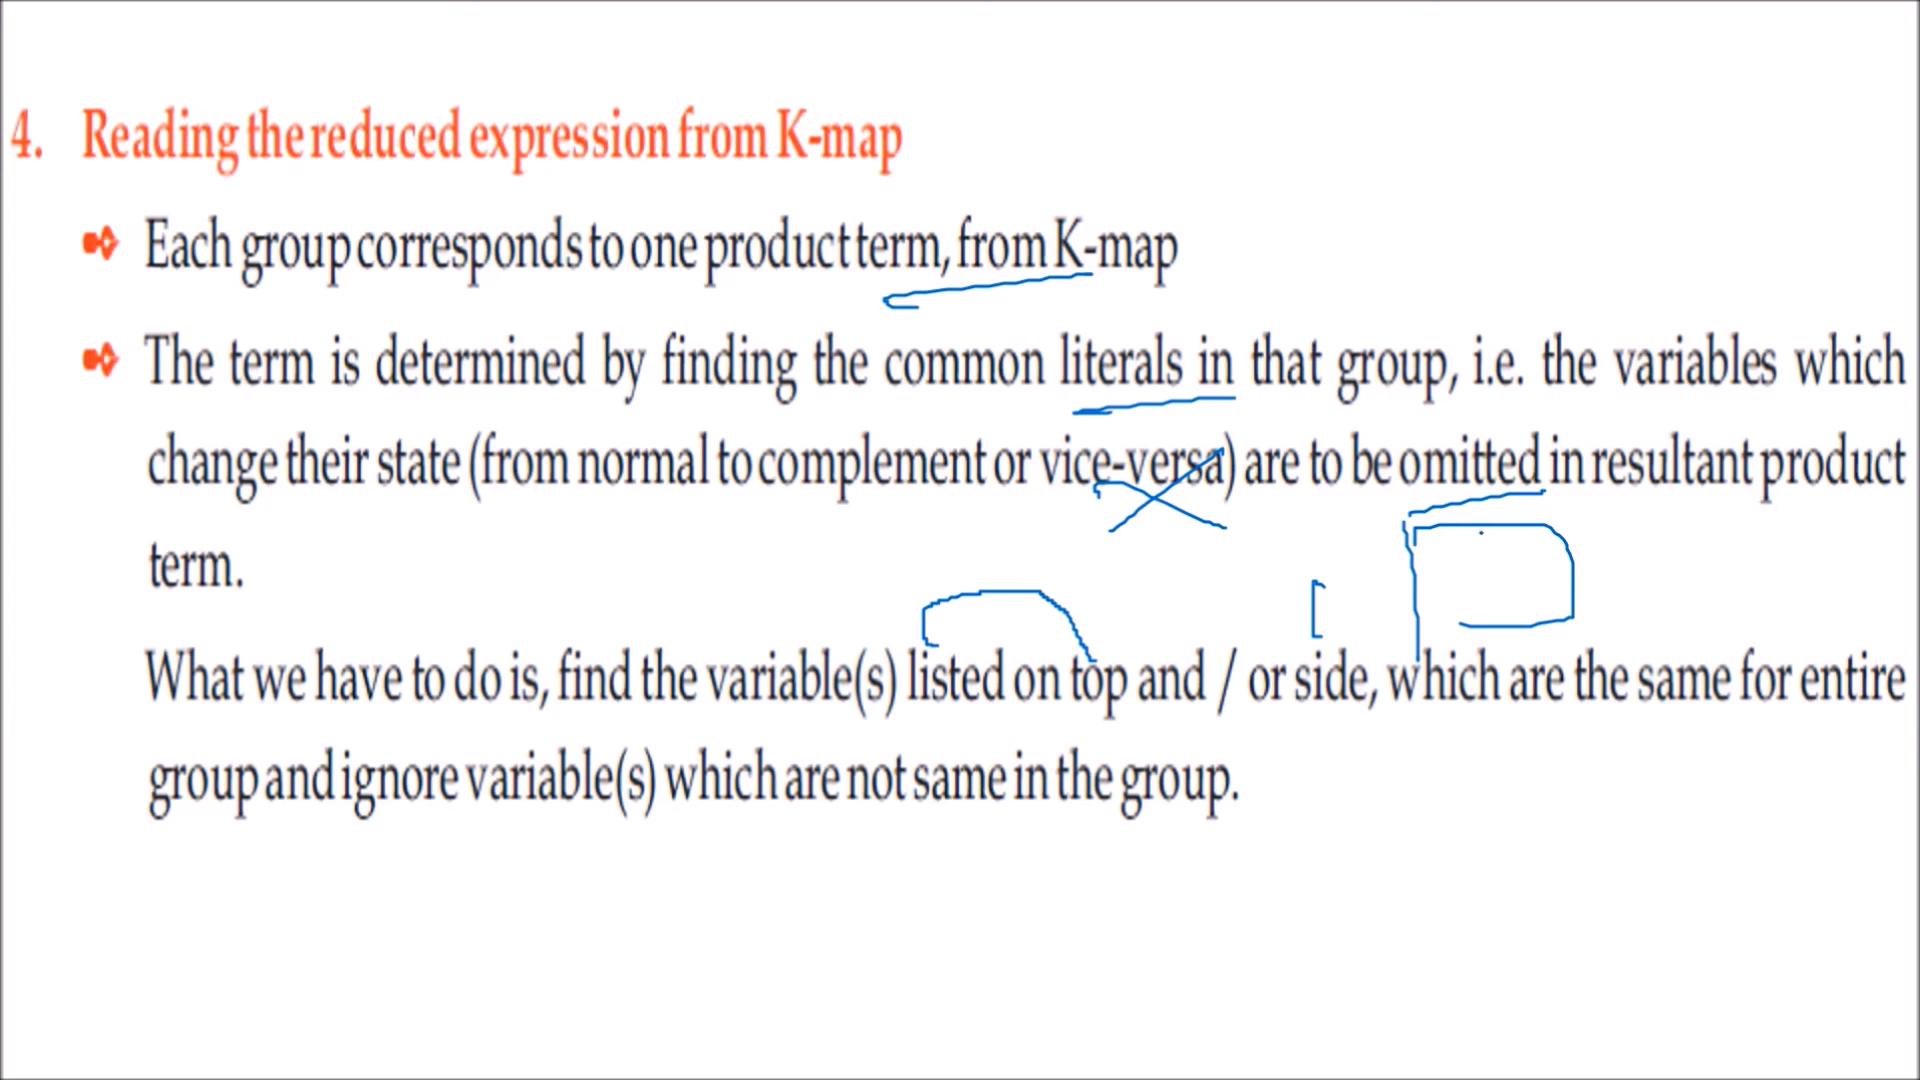 4. Reading the reduced expression from K-map
Each group corresponds to one product term, from K-map
The term is determined by finding the common literals in that group, i.e. the variables which
change their state (from normal to complement or vice-versa) are to be omitted in resultant product
term.
What we have to do is, find the variable(s) listed on top and / or side, which are the same for entire
group and ignore variable(s) which are not same in the group.